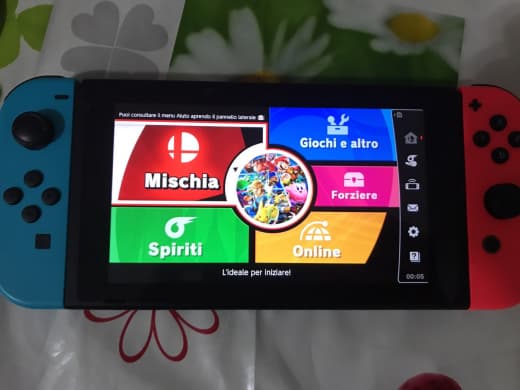 Puoi consultare il menu Aiuto aprendo il pannello laterale
Mischia
Giochi e altro
Forziere
Spiriti
Online
L'ideale per iniziare!
00:05